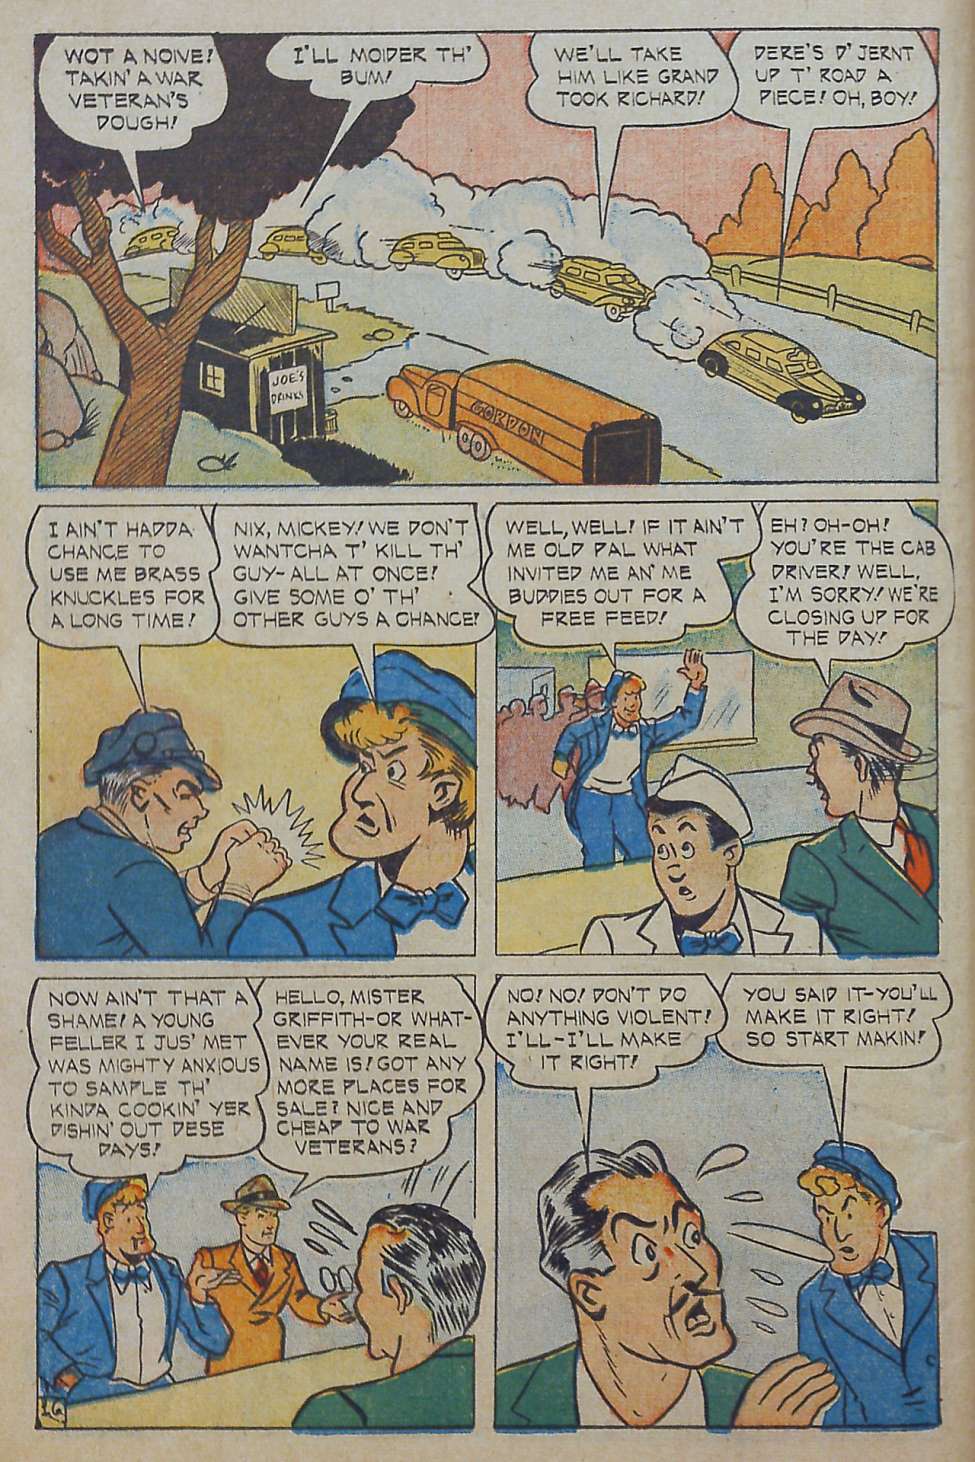 WOT A NOIVE!
TAKIN' A WAR
VETERAN'S
DOUGH!
I'LL MOIDER TH'
BUM!
WE'LL TAKE
HIM LIKE GRAND
TOOK RICHARD!
DERE'S D' JERNT
UP T' ROAD A
PIECE! OH, BOY!
JOE'S
DRINKS
GORDON
I AIN'T HADDA
CHANCE TO
USE ME BRASS
KNUCKLES FOR
A LONG TIME!
NIX, MICKEY! WE DON'T
WANTCHA T' KILL TH'
GUY-ALL AT ONCE!
GIVE SOME O' TH'
OTHER GUYS A CHANCE!
WELL, WELL! IF IT AIN'T
ME OLD PAL WHAT
INVITED ME AN' ME
BUDDIES OUT FOR A
FREE FEED!
EH? OH-OH!
YOU'RE THE CAB
DRIVER! WELL,
I'M SORRY! WE'RE
CLOSING UP FOR
THE DAY!
NOW AIN'T THAT A
SHAME! A YOUNG
FELLER I JUS' MET
WAS MIGHTY ANXIOUS
TO SAMPLE TH'
KINDA COOKIN' YER
DISHIN' OUT DESE
DAYS!
HELLO, MISTER
GRIFFITH-OR WHAT-
EVER YOUR REAL
NAME IS! GOT ANY
MORE PLACES FOR
SALE? NICE AND
CHEAP TO WAR
VETERANS?
NO! NO! DON'T DO
ANYTHING VIOLENT!
I'LL-I'LL MAKE
IT RIGHT!
YOU SAID IT-YOU'LL
MAKE IT RIGHT!
SO START MAKIN'!